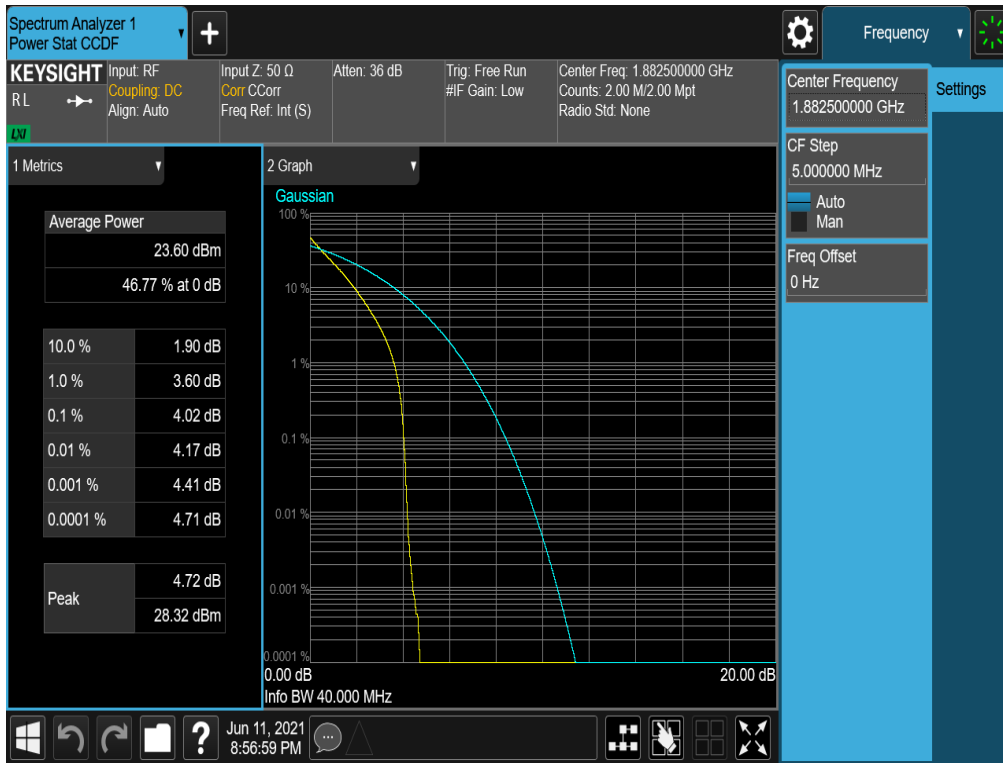 Spectrum Analyzer 1
Power Stat CCDF
+
Frequency
KEYSIGHT
RL
LXI
Input: RF
Coupling: DC
Align: Auto
Input Z: 50 Ω
Corr CCorr
Freq Ref: Int (S)
Atten: 36 dB
Trig: Free Run
#IF Gain: Low
Center Freq: 1.882500000 GHz
Counts: 2.00 M/2.00 Mpt
Radio Std: None
Center Frequency
1.882500000 GHz
Settings
CF Step
5.000000 MHz
Auto
Man
Freq Offset
0 Hz
1 Metrics
Average Power
23.60 dBm
46.77 % at 0 dB
10.0 % 1.90 dB
1.0 % 3.60 dB
0.1 % 4.02 dB
0.01 % 4.17 dB
0.001 % 4.41 dB
0.0001 % 4.71 dB
Peak
4.72 dB
28.32 dBm
2 Graph
Gaussian
100 %
10 %
1 %
0.1 %
0.01 %
0.001 %
0.0001 %
0.00 dB 20.00 dB
Info BW 40.000 MHz
?
Jun 11, 2021
8:56:59 PM